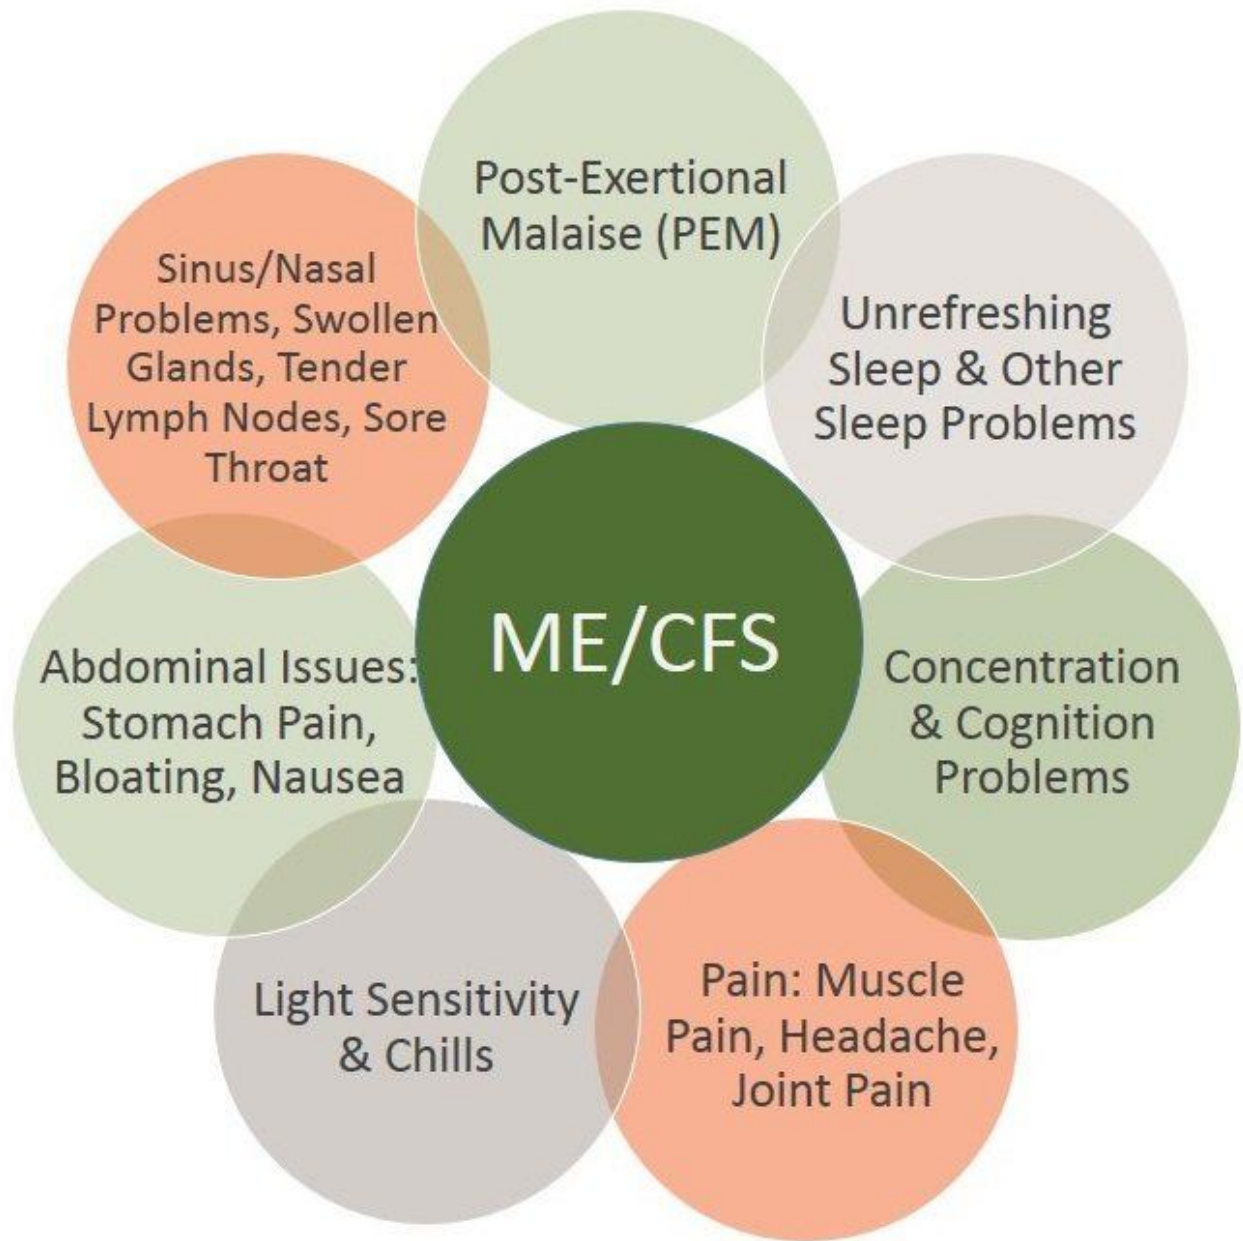 Post-Exertional
Malaise (PEM)
Unrefreshing
Sleep & Other
Sleep Problems
Concentration
& Cognition
Problems
Pain: Muscle
Pain, Headache,
Joint Pain
Light Sensitivity
& Chills
Abdominal Issues:
Stomach Pain,
Bloating, Nausea
Sinus/Nasal
Problems, Swollen
Glands, Tender
Lymph Nodes, Sore
Throat
ME/CFS